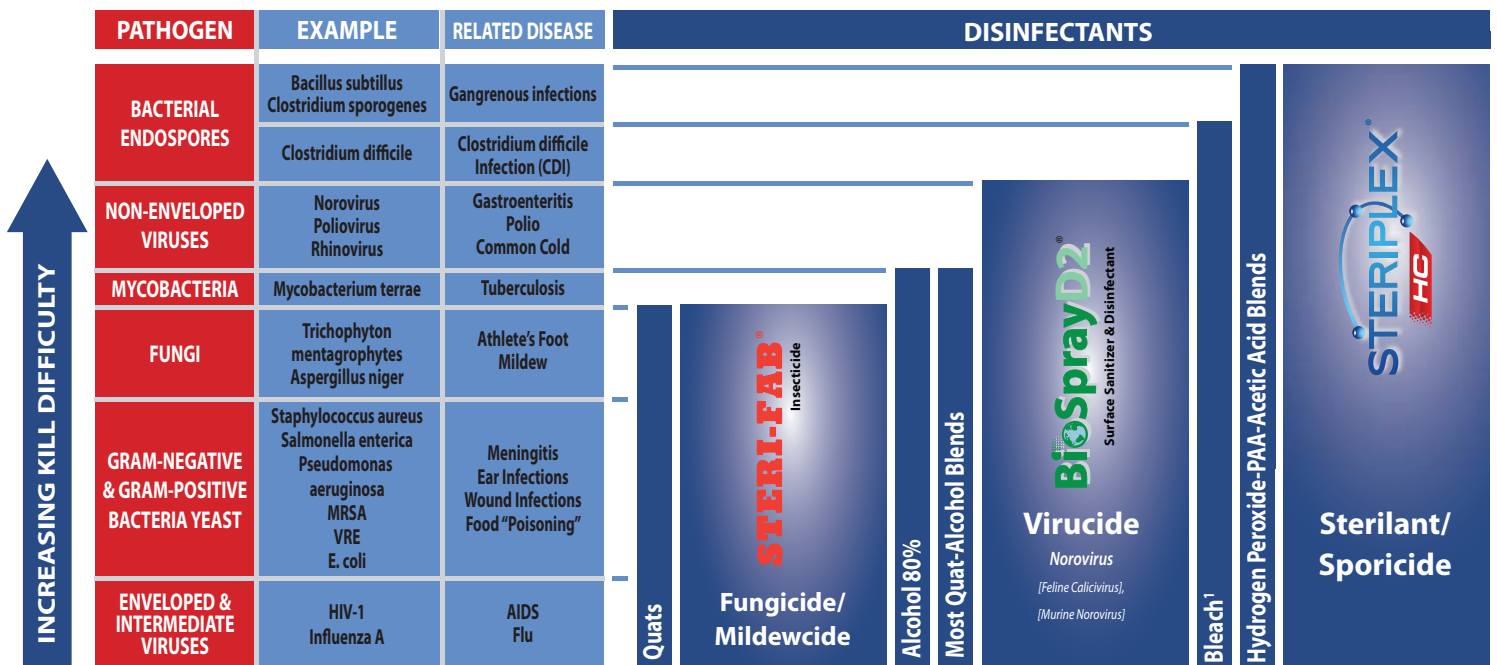 PATHOGEN
EXAMPLE
RELATED DISEASE
DISINFECTANTS
INCREASING KILL DIFFICULTY
BACTERIAL
ENDOSPORES
Bacillus subtillus
Clostridium sporogenes
Gangrenous infections
Clostridium difficile
Clostridium difficile
Infection (CDI)
NON-ENVELOPED
VIRUSES
Norovirus
Poliovirus
Rhinovirus
Gastroenteritis
Polio
Common Cold
MYCOBACTERIA
Mycobacterium terrae
Tuberculosis
FUNGI
Trichophyton
mentagrophytes
Aspergillus niger
Athlete’s Foot
Mildew
GRAM-NEGATIVE
& GRAM-POSITIVE
BACTERIA YEAST
Staphylococcus aureus
Salmonella enterica
Pseudomonas
aeruginosa
MRSA
VRE
E. coli
Meningitis
Ear Infections
Wound Infections
Food “Poisoning”
ENVELOPED &
INTERMEDIATE
VIRUSES
HIV-1
Influenza A
AIDS
Flu
Quats
STERI-FAB®
Insecticide
Fungicide/
Mildewcide
Alcohol 80%
Most Quat-Alcohol Blends
BioSprayD2®
Surface Sanitizer & Disinfectant
Virucide
Norovirus
[Feline Calicivirus],
[Murine Norovirus]
Bleach¹
Hydrogen Peroxide-PAA-Acetic Acid Blends
STERIPLEX®
HC
Sterilant/
Sporicide